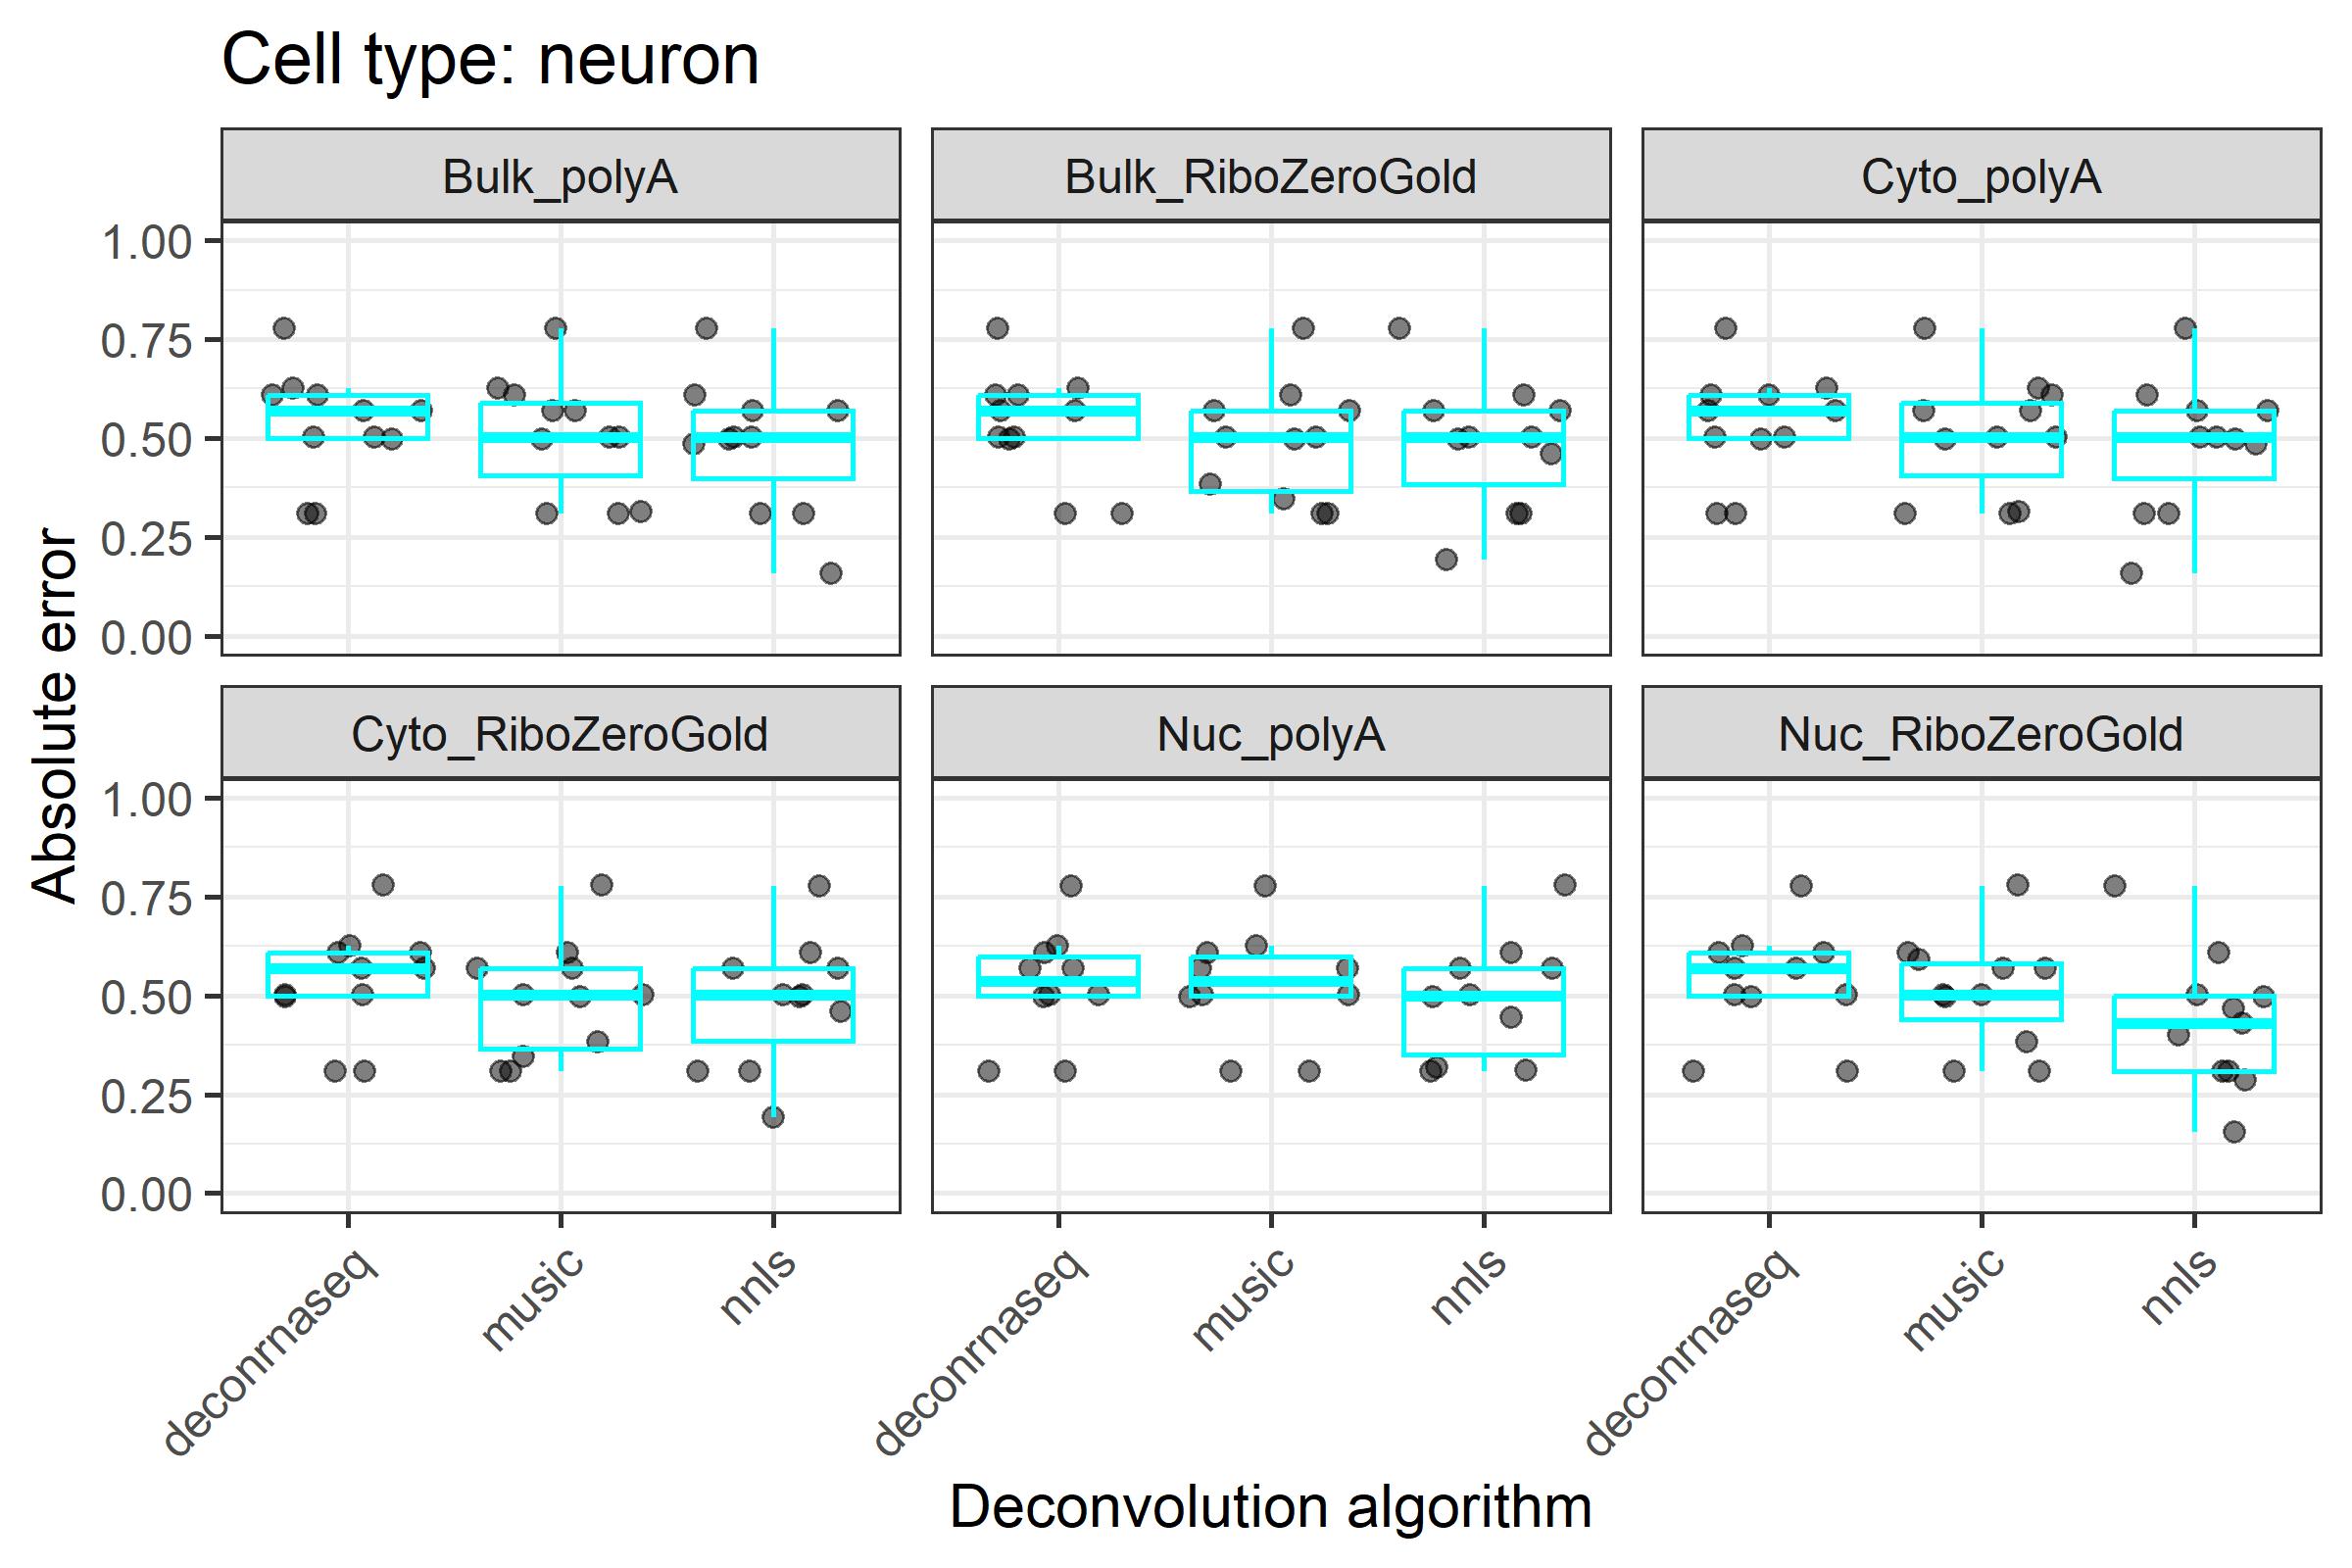 Cell type: neuron
Bulk_polyA
Bulk_RiboZeroGold
Cyto_polyA
1.00
0.75
0.50
0.25
0.00
Cyto_RiboZeroGold
Nuc_polyA
Nuc_RiboZeroGold
1.00
0.75
0.50
0.25
0.00
Absolute error
deconrnaseq
music
nnls
deconrnaseq
music
nnls
deconrnaseq
music
nnls
Deconvolution algorithm